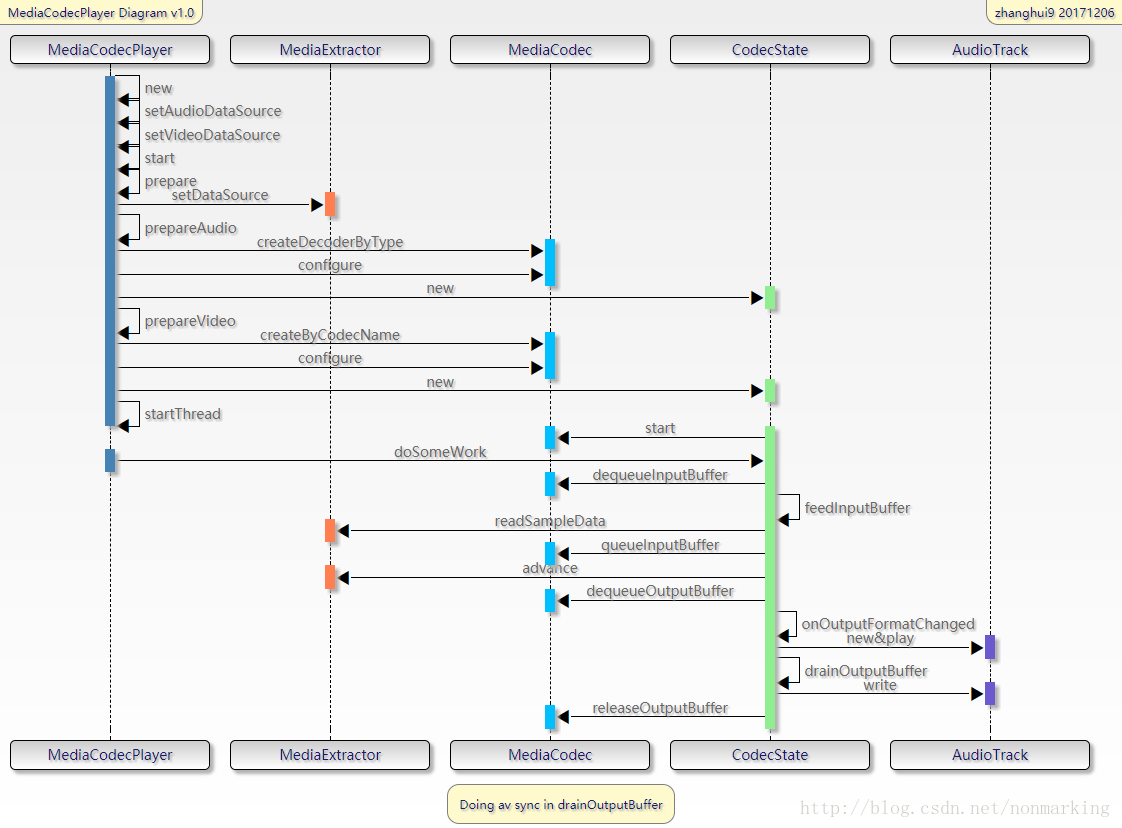 MediaCodecPlayer Diagram v1.0
zhanghui9 20171206
MediaCodecPlayer
MediaExtractor
MediaCodec
CodecState
AudioTrack
new
setAudioDataSource
setVideoDataSource
start
prepare
setDataSource
prepareAudio
createDecoderByType
configure
new
prepareVideo
createByCodecName
configure
new
startThread
start
doSomeWork
dequeueInputBuffer
feedInputBuffer
readSampleData
queueInputBuffer
advance
dequeueOutputBuffer
onOutputFormatChanged
new&play
drainOutputBuffer
write
releaseOutputBuffer
MediaCodecPlayer
MediaExtractor
MediaCodec
CodecState
AudioTrack
Doing av sync in drainOutputBuffer
http://blog.csdn.net/nonmarking